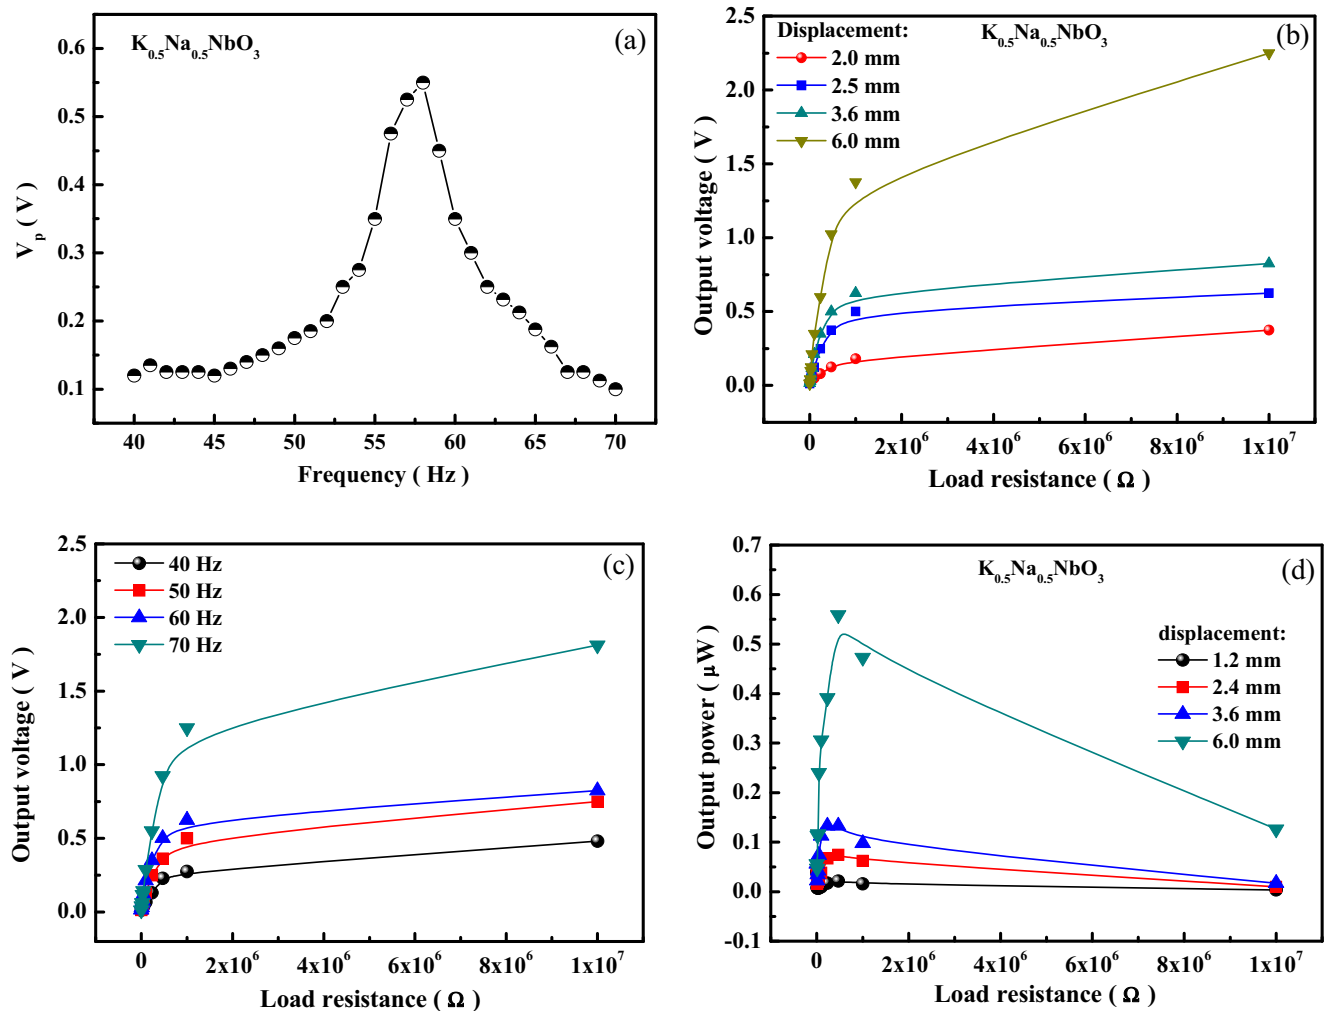 K0.5Na0.5NbO3
(a)
0.6
0.5
0.4
0.3
0.2
0.1
Vp ( V )
40 45 50 55 60 65 70
Frequency ( Hz )
(b)
Displacement:
K0.5Na0.5NbO3
2.0 mm
2.5 mm
3.6 mm
6.0 mm
2.5
2.0
1.5
1.0
0.5
0.0
Output voltage ( V )
0 2x10^6 4x10^6 6x10^6 8x10^6 1x10^7
Load resistance ( Ω )
(c)
40 Hz
50 Hz
60 Hz
70 Hz
2.5
2.0
1.5
1.0
0.5
0.0
Output voltage ( V )
0 2x10^6 4x10^6 6x10^6 8x10^6 1x10^7
Load resistance ( Ω )
K0.5Na0.5NbO3
(d)
displacement:
1.2 mm
2.4 mm
3.6 mm
6.0 mm
0.7
0.6
0.5
0.4
0.3
0.2
0.1
0.0
-0.1
Output power ( μW )
0 2x10^6 4x10^6 6x10^6 8x10^6 1x10^7
Load resistance ( Ω )